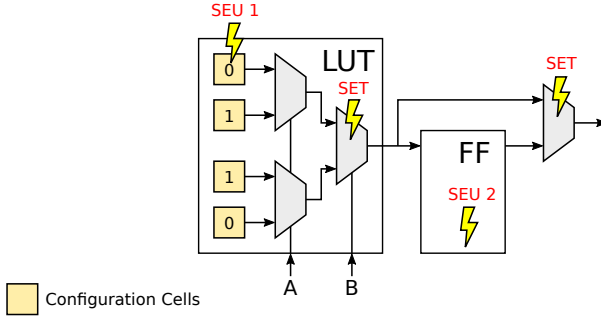 SEU 1
LUT
0
SET
SET
1
FF
1
SEU 2
0
A
B
Configuration Cells